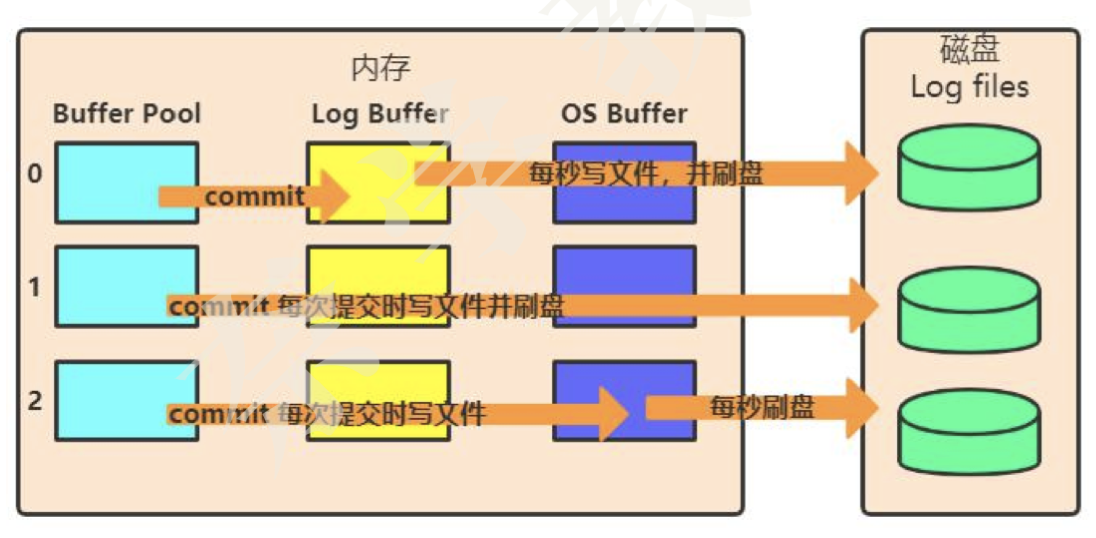 内存
Buffer Pool
Log Buffer
OS Buffer
磁盘
Log files
0
commit
每秒写文件，并刷盘
1
commit 每次提交时写文件并刷盘
2
commit 每次提交时写文件
每秒刷盘